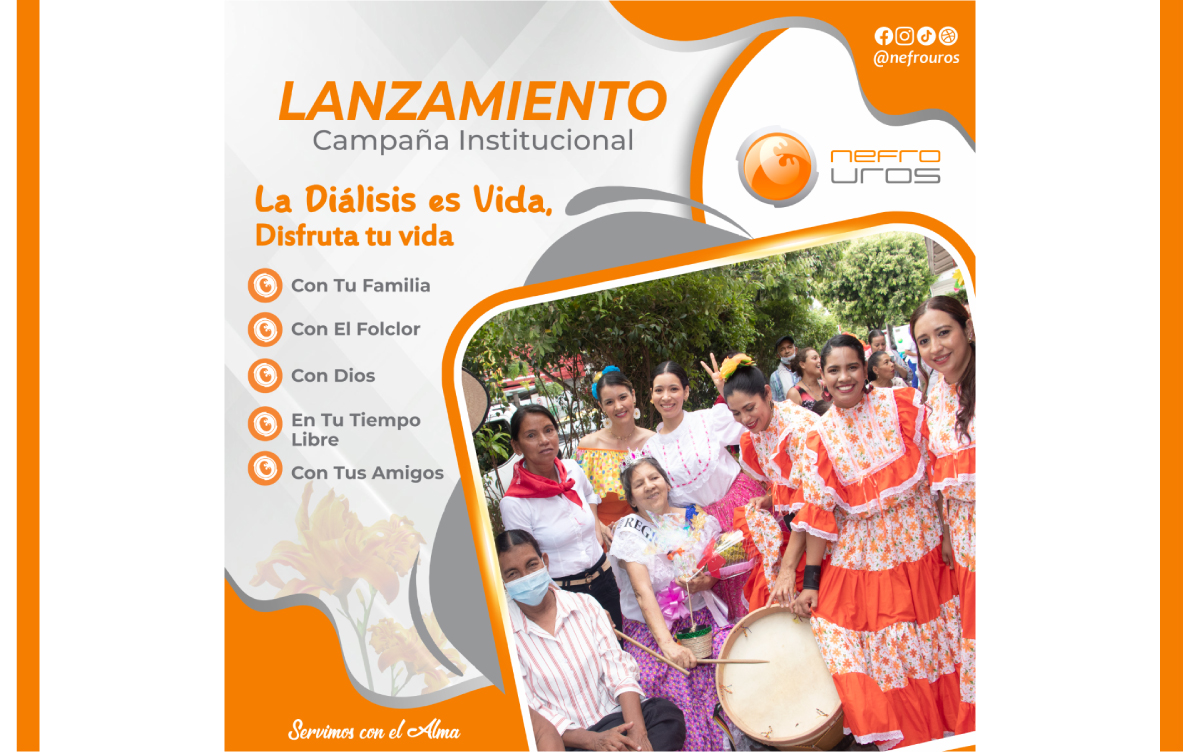 @nefrouros
LANZAMIENTO
Campaña Institucional
NEFRO
UROS
La Diálisis es Vida,
Disfruta tu vida
Con Tu Familia
Con El Folclor
Con Dios
En Tu Tiempo
Libre
Con Tus Amigos
Servimos con el Alma